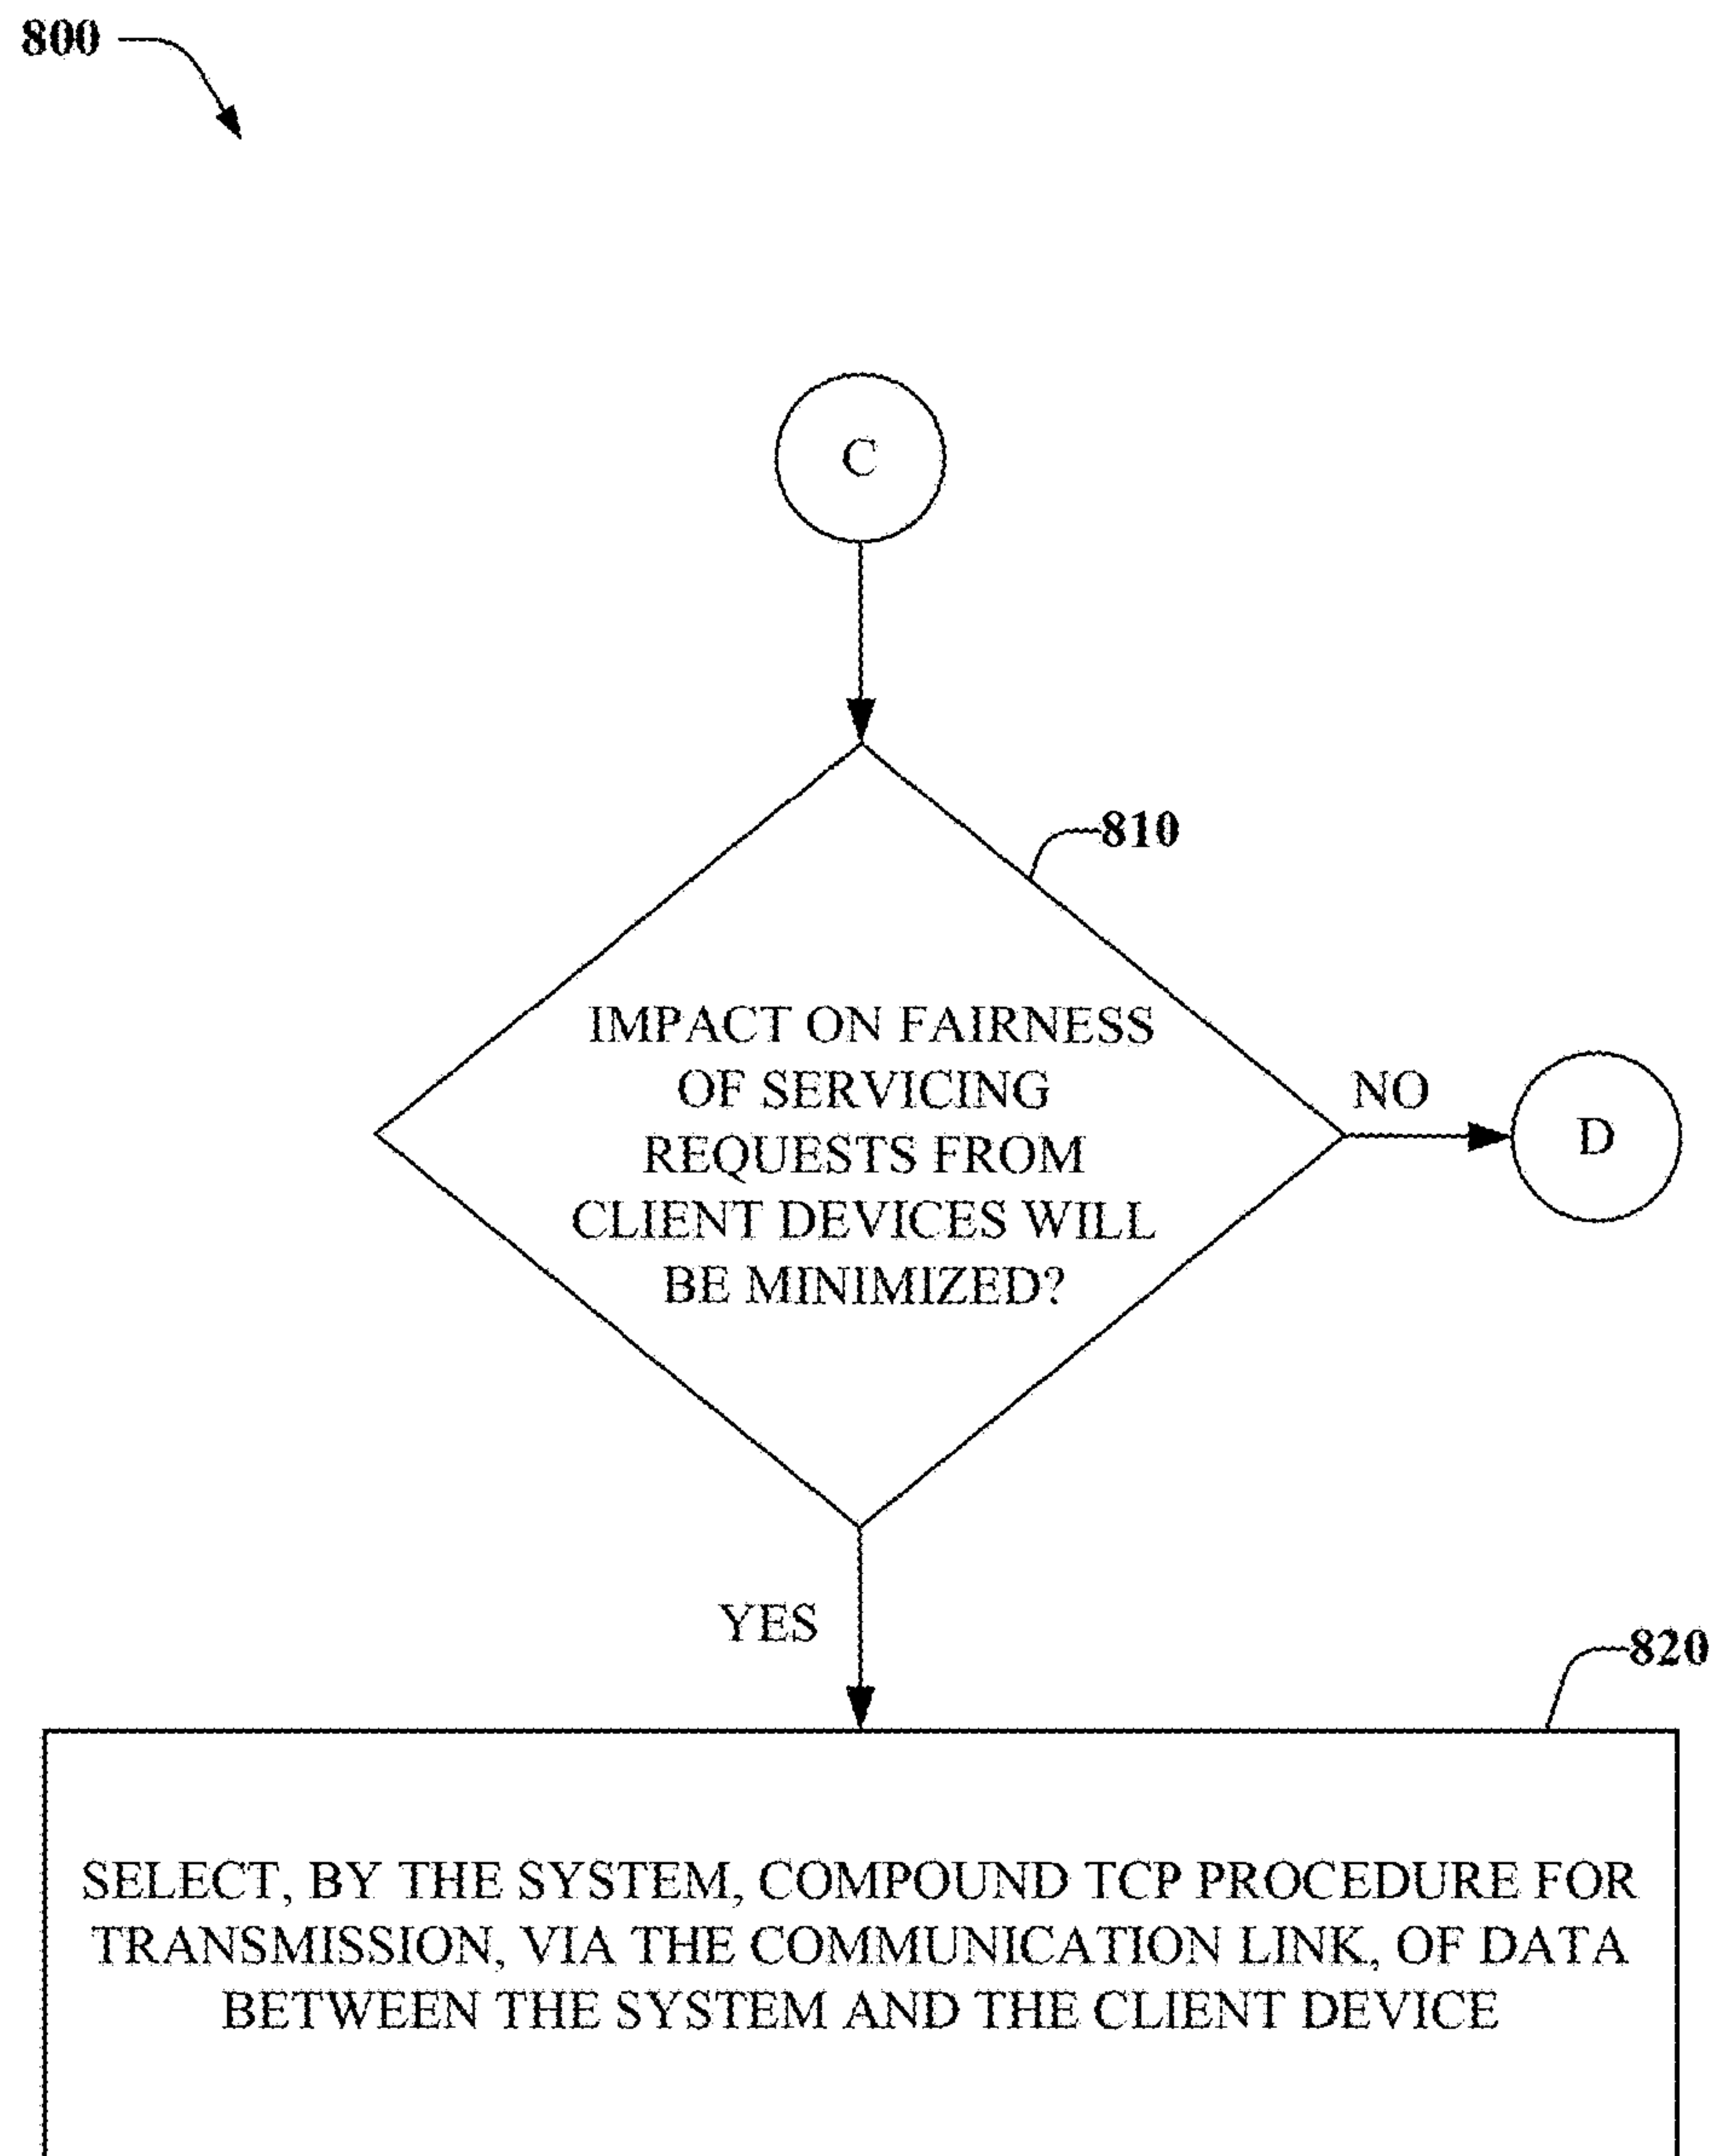 800
C
810
IMPACT ON FAIRNESS
OF SERVICING
REQUESTS FROM
CLIENT DEVICES WILL
BE MINIMIZED?
NO
D
YES
820
SELECT, BY THE SYSTEM, COMPOUND TCP PROCEDURE FOR
TRANSMISSION, VIA THE COMMUNICATION LINK, OF DATA
BETWEEN THE SYSTEM AND THE CLIENT DEVICE